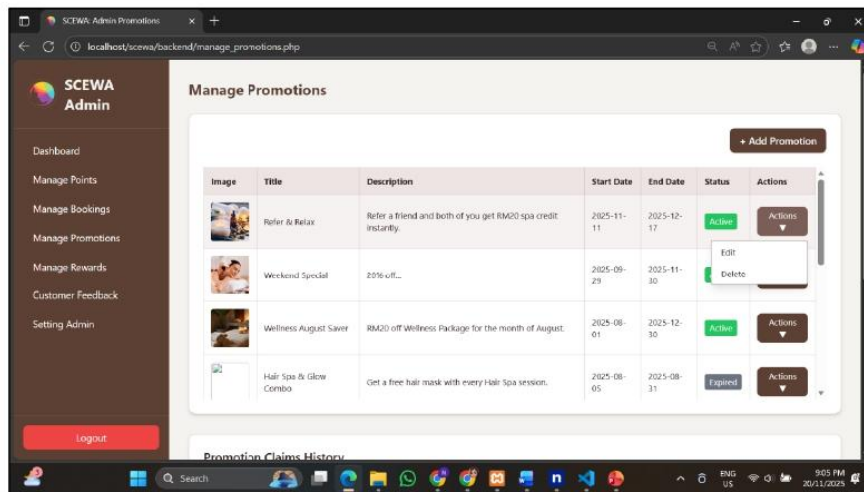 SCEWA: Admin Promotions
localhost/scewa/backend/manage_promotions.php
SCEWA
Admin
Dashboard
Manage Points
Manage Bookings
Manage Promotions
Manage Rewards
Customer Feedback
Setting Admin
Logout
Manage Promotions
+ Add Promotion
Image Title Description Start Date End Date Status Actions
Refer & Relax Refer a friend and both of you get RM20 spa credit instantly. 2025-11-11 2025-12-17 Active Actions ▼
Edit
Delete
Weekend Special 20% off... 2025-09-29 2025-11-30
Wellness August Saver RM20 off Wellness Package for the month of August. 2025-08-01 2025-12-30 Active Actions ▼
Hair Spa & Glow Combo Get a free hair mask with every Hair Spa session. 2025-08-05 2025-08-31 Expired Actions ▼
Promotion Claims History
Search
ENG
US
9:05 PM
20/11/2025